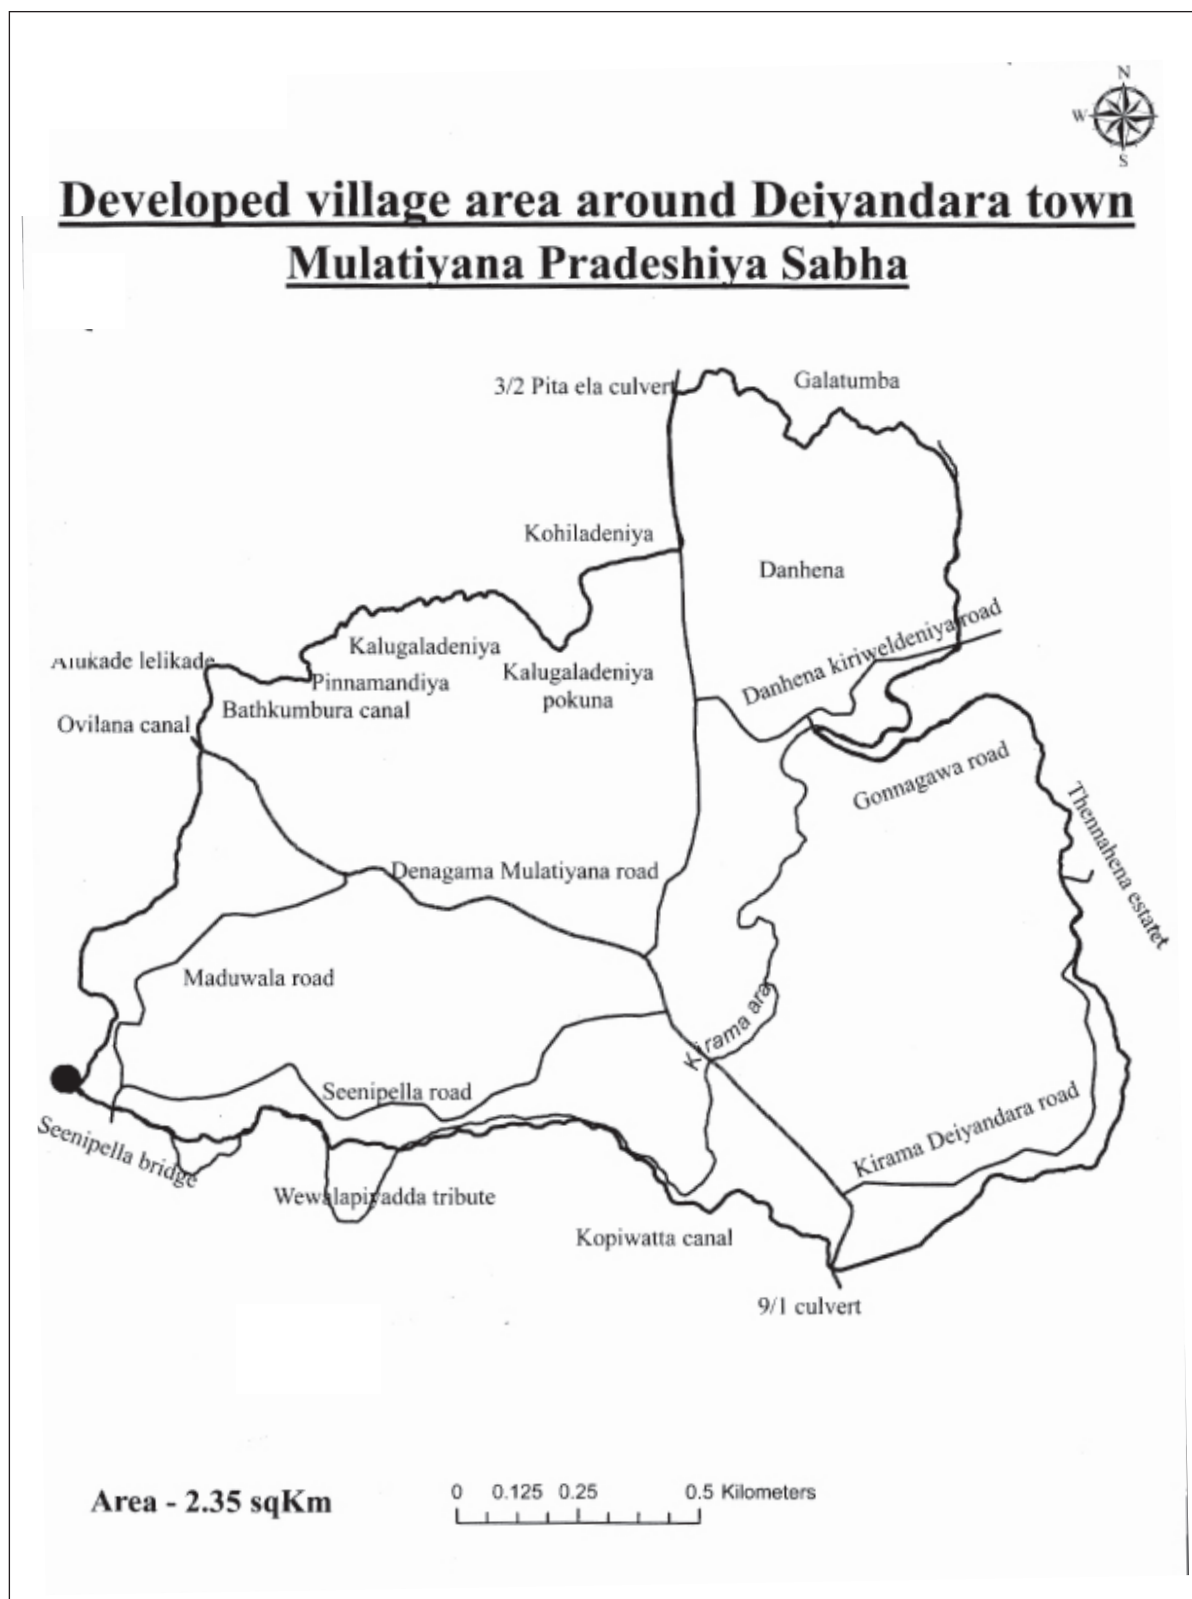 N
W
S
Developed village area around Deiyandara town
Mulatiyana Pradeshiya Sabha
3/2 Pita ela culvert
Galatumba
Kohiladeniya
Danhena
Danhena kiriweldeniya road
Kalugaladeniya
Alukade lelikade
Pinnamandiya
Kalugaladeniya
pokuna
Bathkumbura canal
Ovilana canal
Gonnagawa road
Thennahena estatet
Denagama Mulatiyana road
Maduwala road
Kirama ara
Seenipella road
Kirama Deiyandara road
Seenipella bridge
Wewalapiyadda tribute
Kopiwatta canal
9/1 culvert
Area - 2.35 sqKm
0 0.125 0.25 0.5 Kilometers